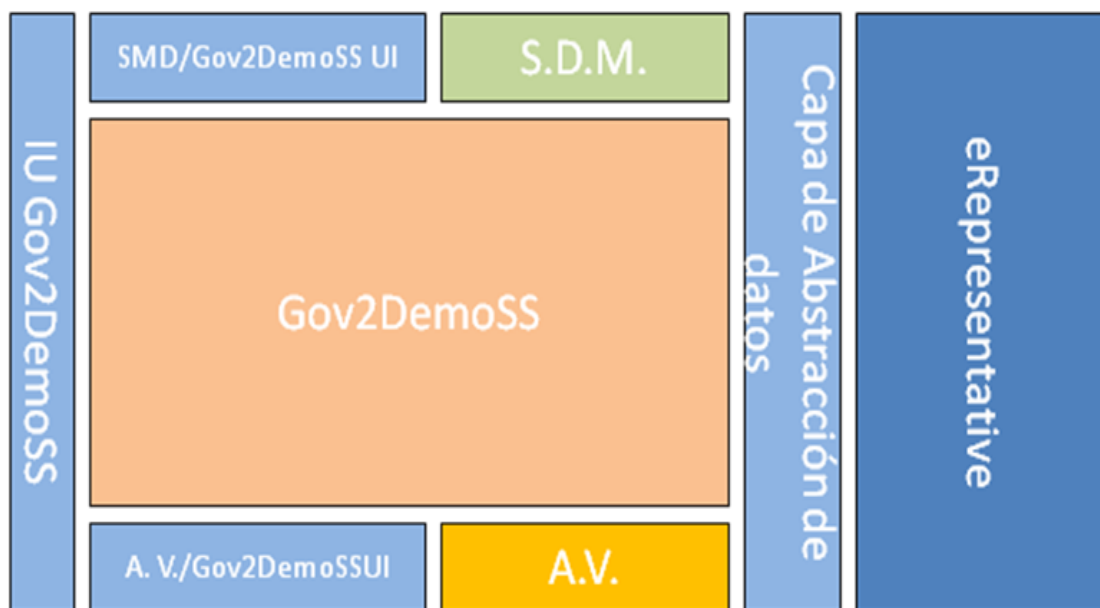 IU Gov2DemoSS
SMD/Gov2DemoSS UI
S.D.M.
Gov2DemoSS
A. V./Gov2DemoSSUI
A.V.
Capa de Abstracción de
datos
eRepresentative